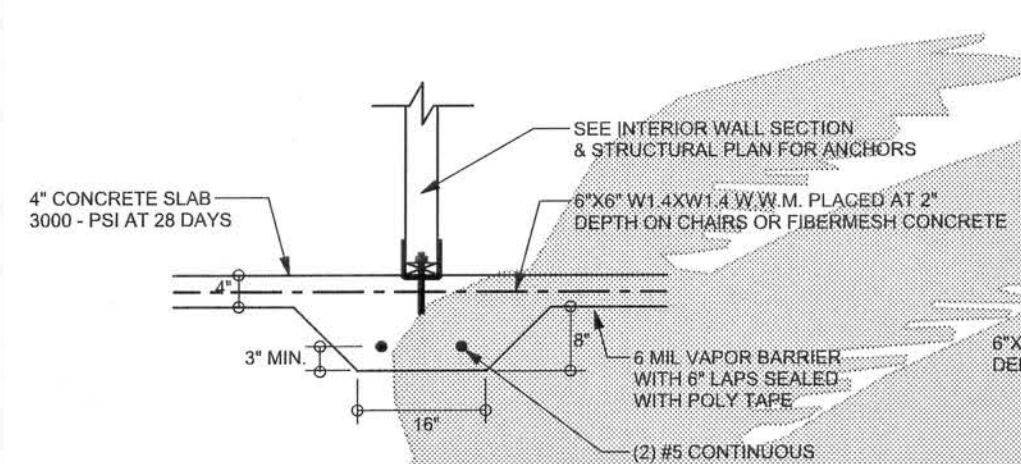 SEE INTERIOR WALL SECTION
& STRUCTURAL PLAN FOR ANCHORS
4" CONCRETE SLAB
3000 - PSI AT 28 DAYS
6"X6" W1.4XW1.4 W.W.M. PLACED AT 2"
DEPTH ON CHAIRS OR FIBERMESH CONCRETE
4"
3" MIN.
8"
16"
6 MIL VAPOR BARRIER
WITH 6" LAPS SEALED
WITH POLY TAPE
(2) #5 CONTINUOUS
6"X